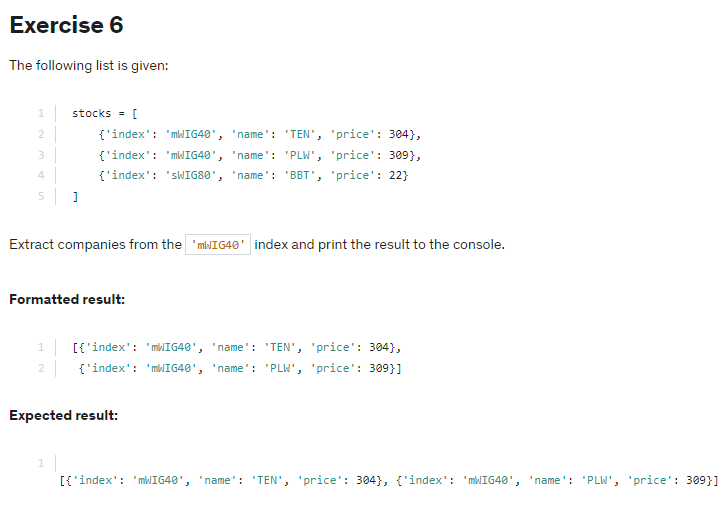 Exercise 6
The following list is given:
1 stocks = [
2 {'index': 'mWIG40', 'name': 'TEN', 'price': 304},
3 {'index': 'mWIG40', 'name': 'PLW', 'price': 309},
4 {'index': 'sWIG80', 'name': 'BBT', 'price': 22}
5 ]
Extract companies from the 'mWIG40' index and print the result to the console.
Formatted result:
1 [{'index': 'mWIG40', 'name': 'TEN', 'price': 304},
2 {'index': 'mWIG40', 'name': 'PLW', 'price': 309}]
Expected result:
1
[{'index': 'mWIG40', 'name': 'TEN', 'price': 304}, {'index': 'mWIG40', 'name': 'PLW', 'price': 309}]